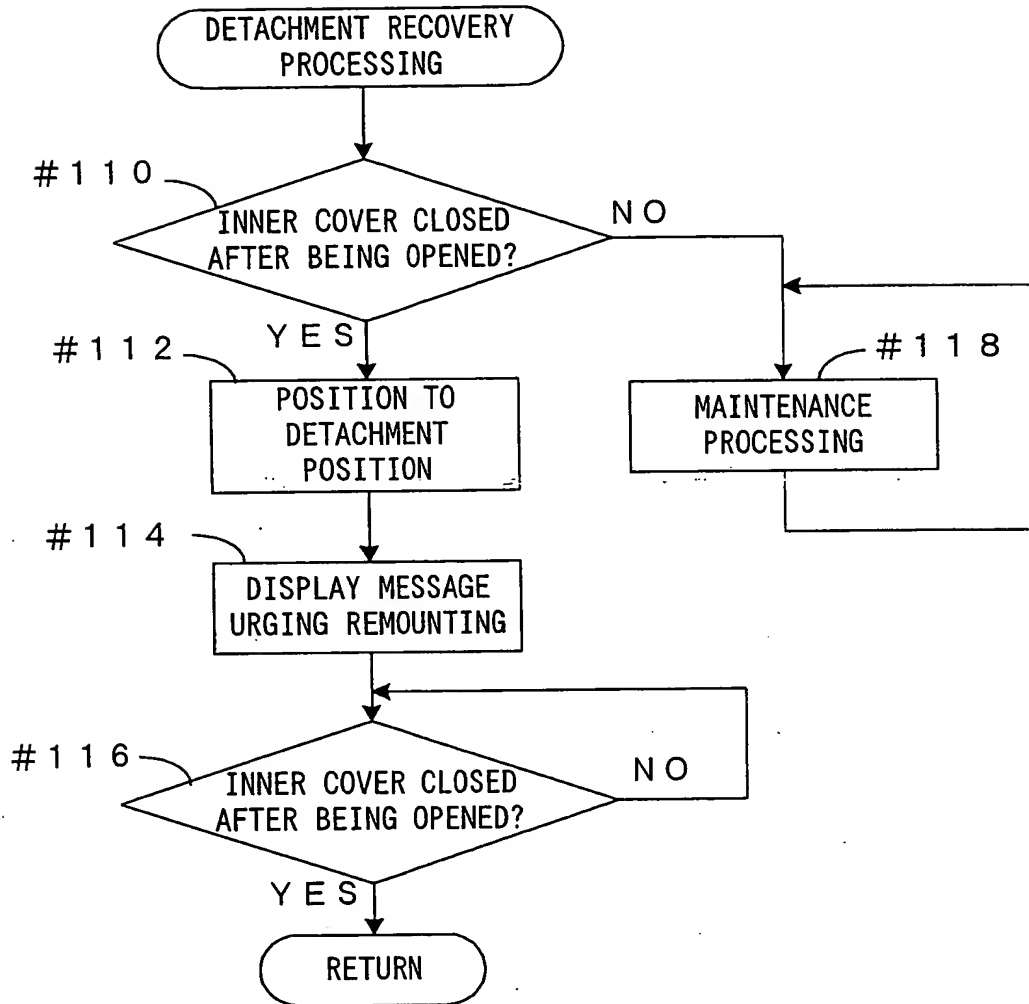 DETACHMENT RECOVERY
PROCESSING
#110
INNER COVER CLOSED
AFTER BEING OPENED?
NO
YES
#112
POSITION TO
DETACHMENT
POSITION
#118
MAINTENANCE
PROCESSING
#114
DISPLAY MESSAGE
URGING REMOUNTING
#116
INNER COVER CLOSED
AFTER BEING OPENED?
NO
YES
RETURN